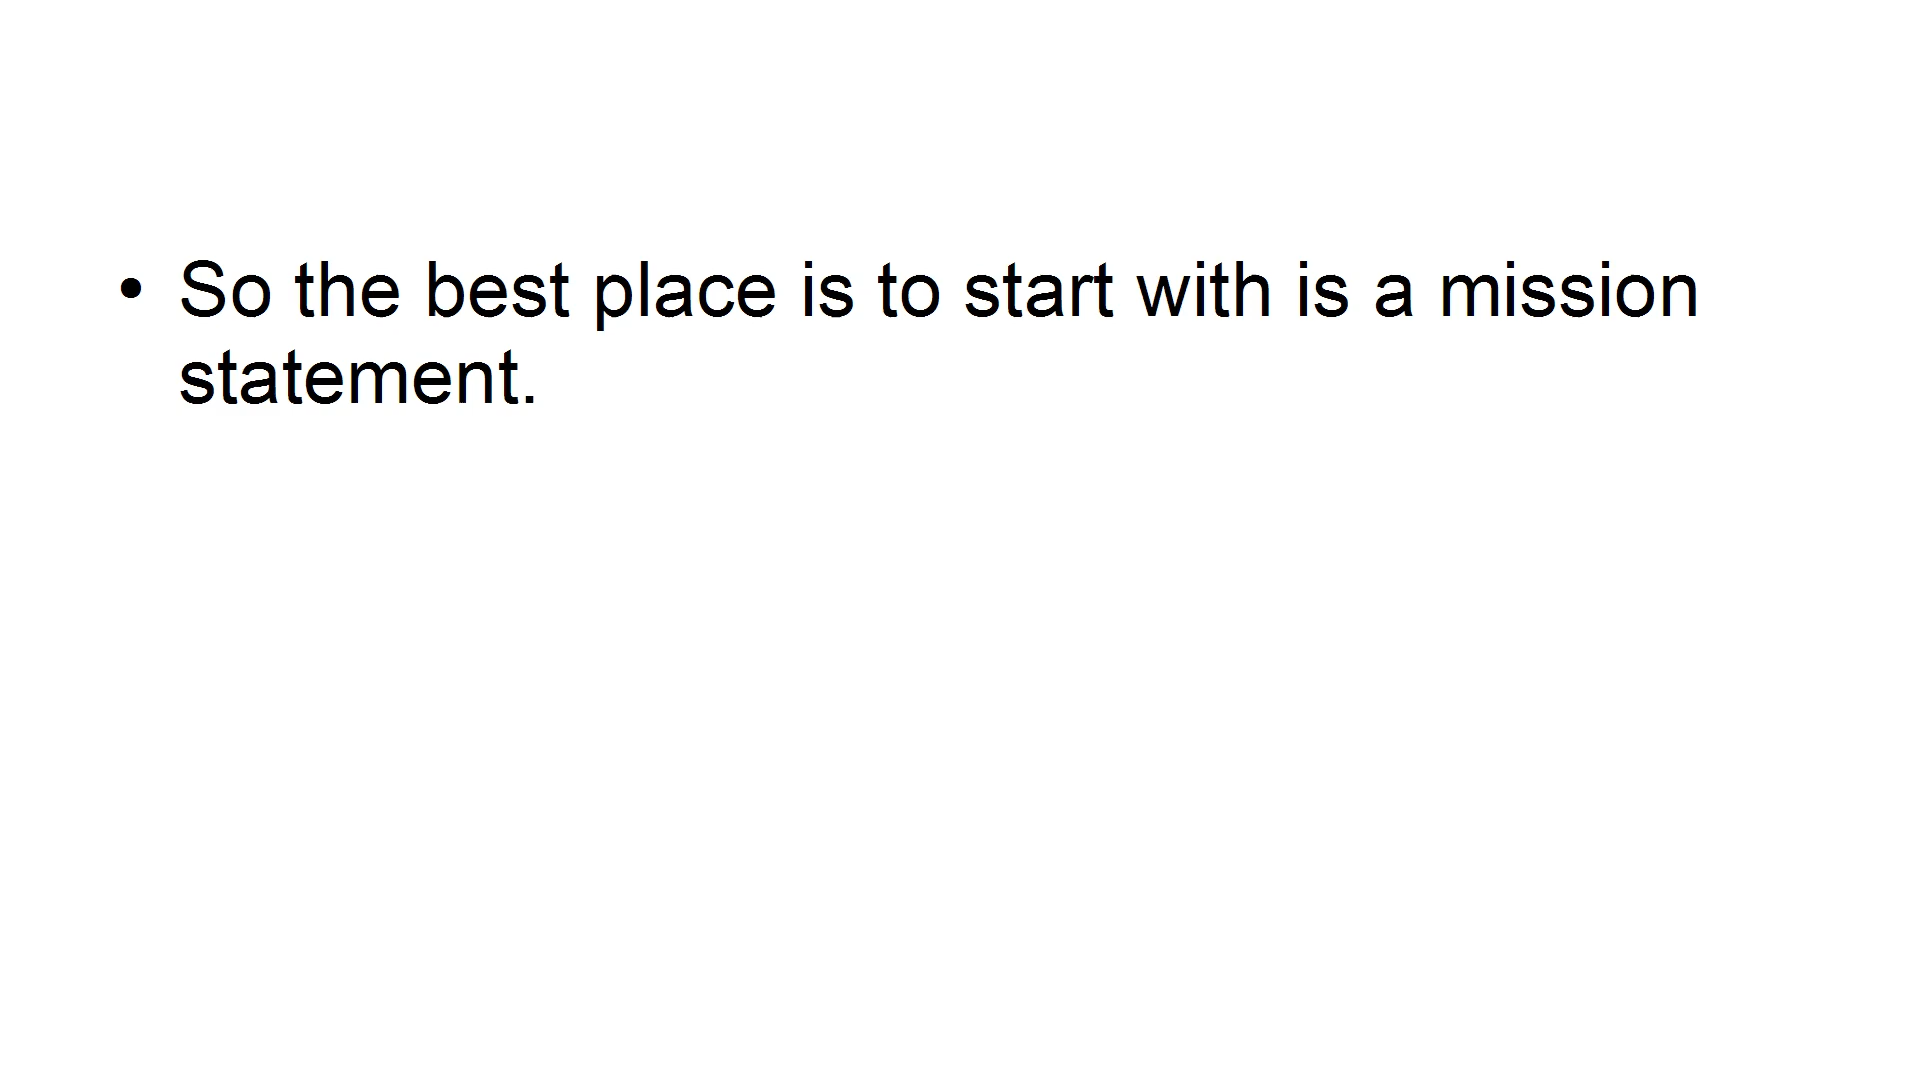 • So the best place is to start with is a mission
statement.